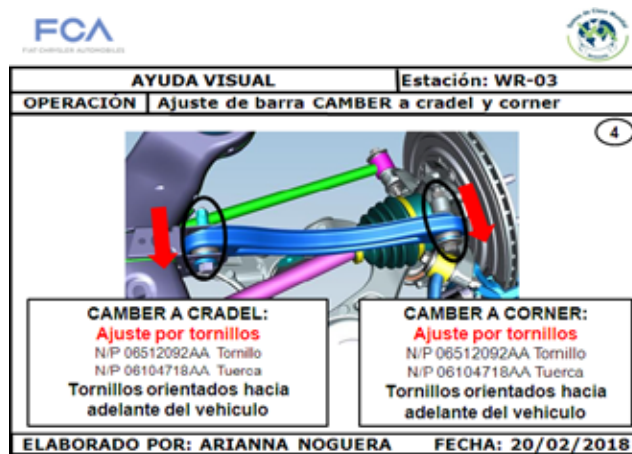 FCA
FIAT CHRYSLER AUTOMOBILES
AYUDA VISUAL
Estación: WR-03
OPERACIÓN
Ajuste de barra CAMBER a cradel y corner
4
CAMBER A CRADEL:
Ajuste por tornillos
N/P 06512092AA Tornillo
N/P 06104718AA Tuerca
Tornillos orientados hacia
adelante del vehiculo
CAMBER A CORNER:
Ajuste por tornillos
N/P 06512092AA Tornillo
N/P 06104718AA Tuerca
Tornillos orientados hacia
adelante del vehiculo
ELABORADO POR: ARIANNA NOGUERA
FECHA: 20/02/2018